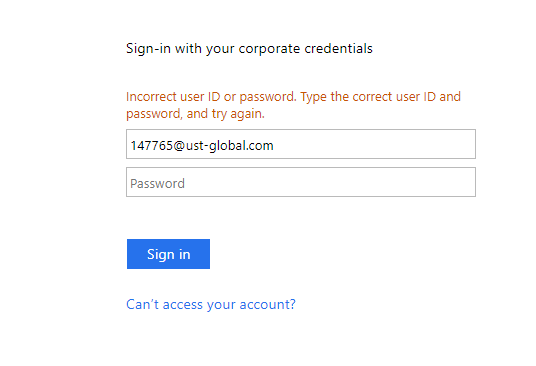 Sign-in with your corporate credentials
Incorrect user ID or password. Type the correct user ID and
password, and try again.
147765@ust-global.com
Password
Sign in
Can't access your account?